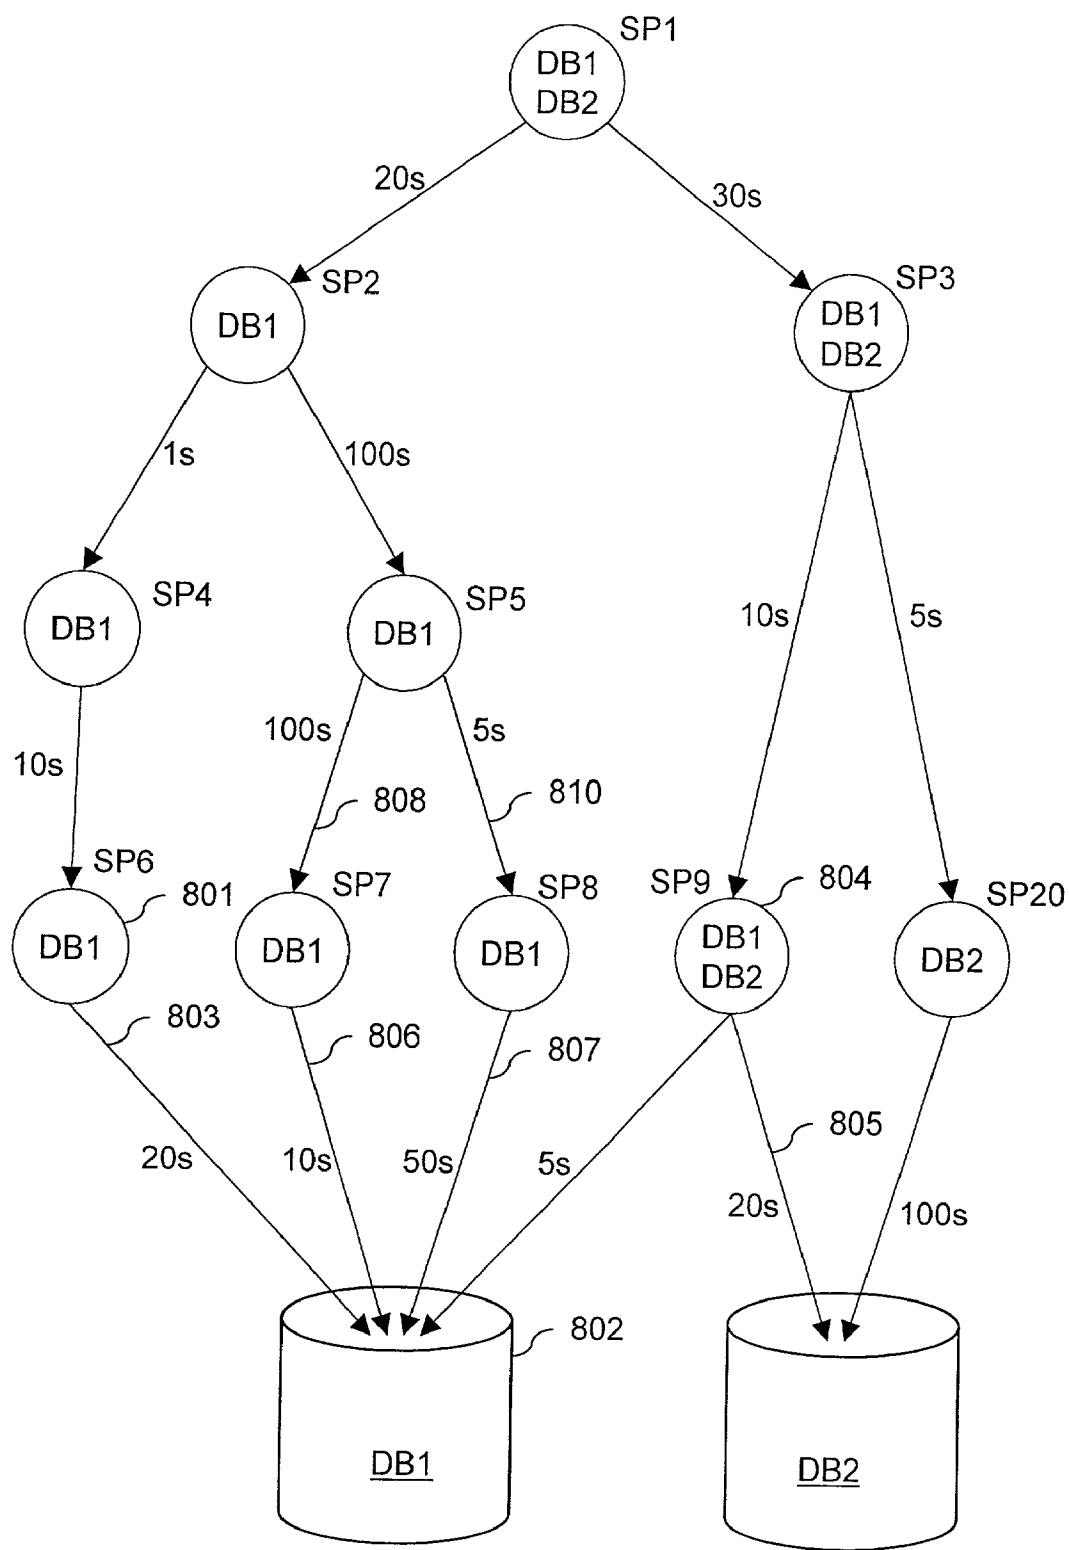 SP1
DB1
DB2
20s
30s
SP2
SP3
DB1
DB1
DB2
1s
100s
SP4
SP5
DB1
DB1
10s
5s
100s
5s
10s
808
810
SP6
801
SP7
SP8
SP9
804
SP20
DB1
DB1
DB1
DB1
DB2
DB2
803
806
807
805
20s
10s
50s
5s
20s
100s
802
DB1
DB2